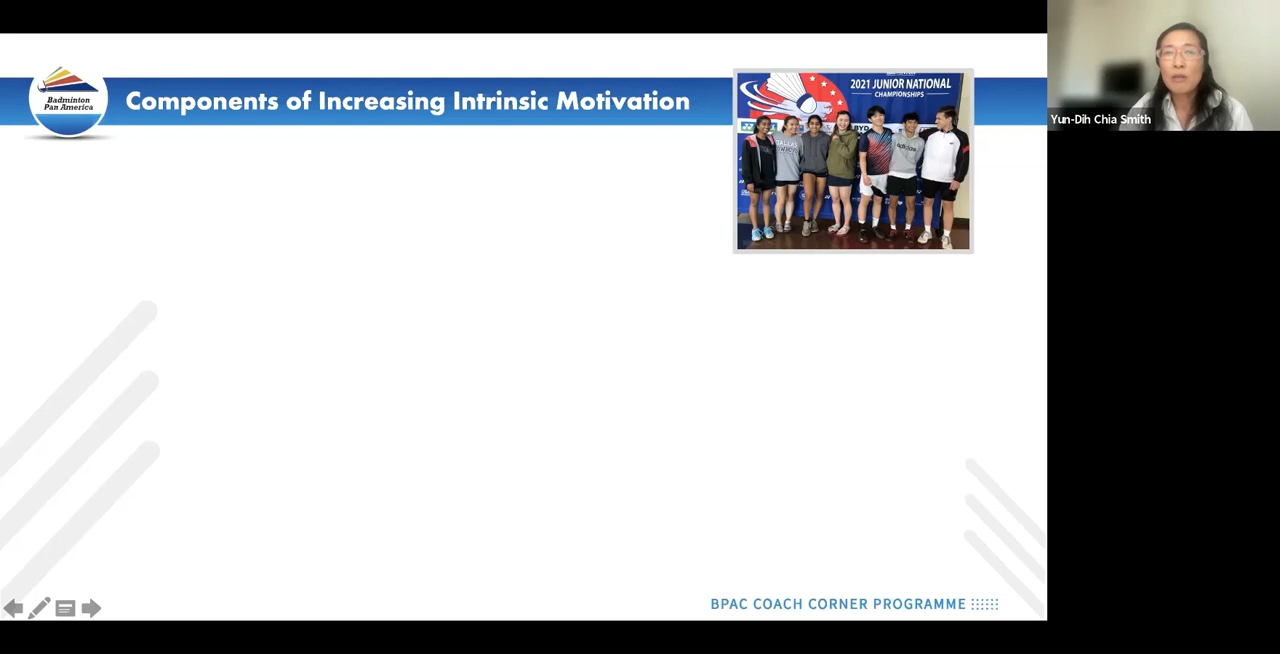 Badminton
Pan America
Components of Increasing Intrinsic Motivation
2021 JUNIOR NATIONAL
CHAMPIONSHIPS
adidas
Yun-Dih Chia Smith
BPAC COACH CORNER PROGRAMME